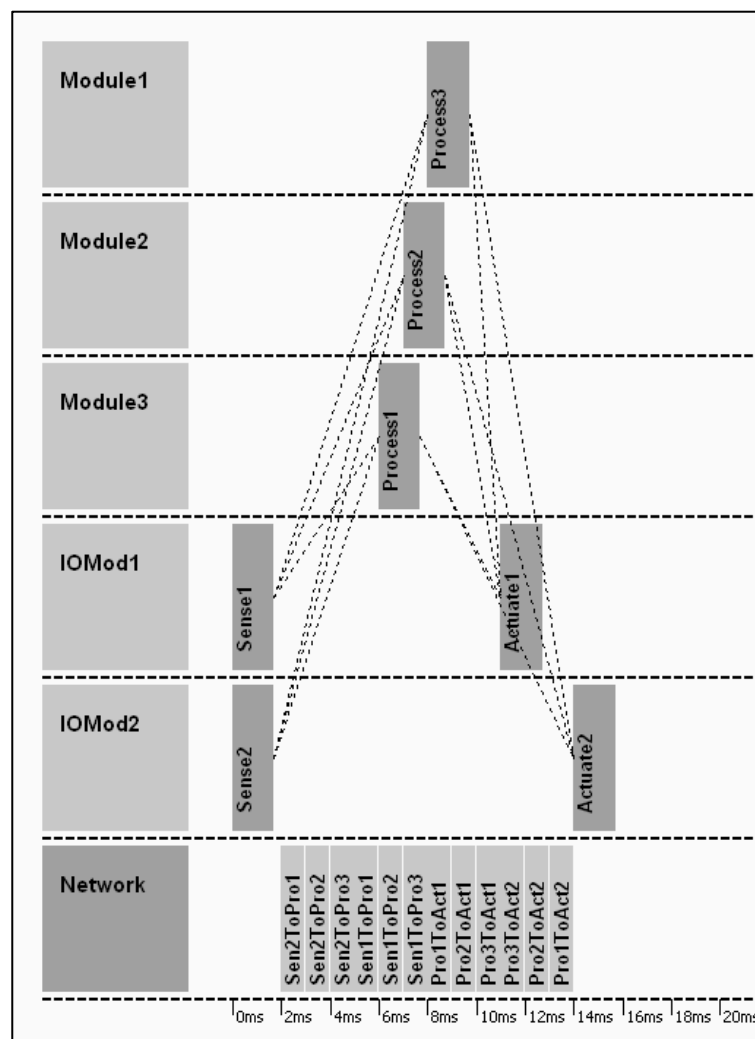 Module1
Process3
Module2
Process2
Module3
Process1
IOMod1
Sense1
Actuate1
IOMod2
Sense2
Actuate2
Network
Sen2ToPro1
Sen2ToPro2
Sen2ToPro3
Sen1ToPro1
Sen1ToPro2
Sen1ToPro3
Pro1ToAct1
Pro2ToAct1
Pro3ToAct1
Pro3ToAct2
Pro2ToAct2
Pro1ToAct2
0ms 2ms 4ms 6ms 8ms 10ms 12ms 14ms 16ms 18ms 20ms